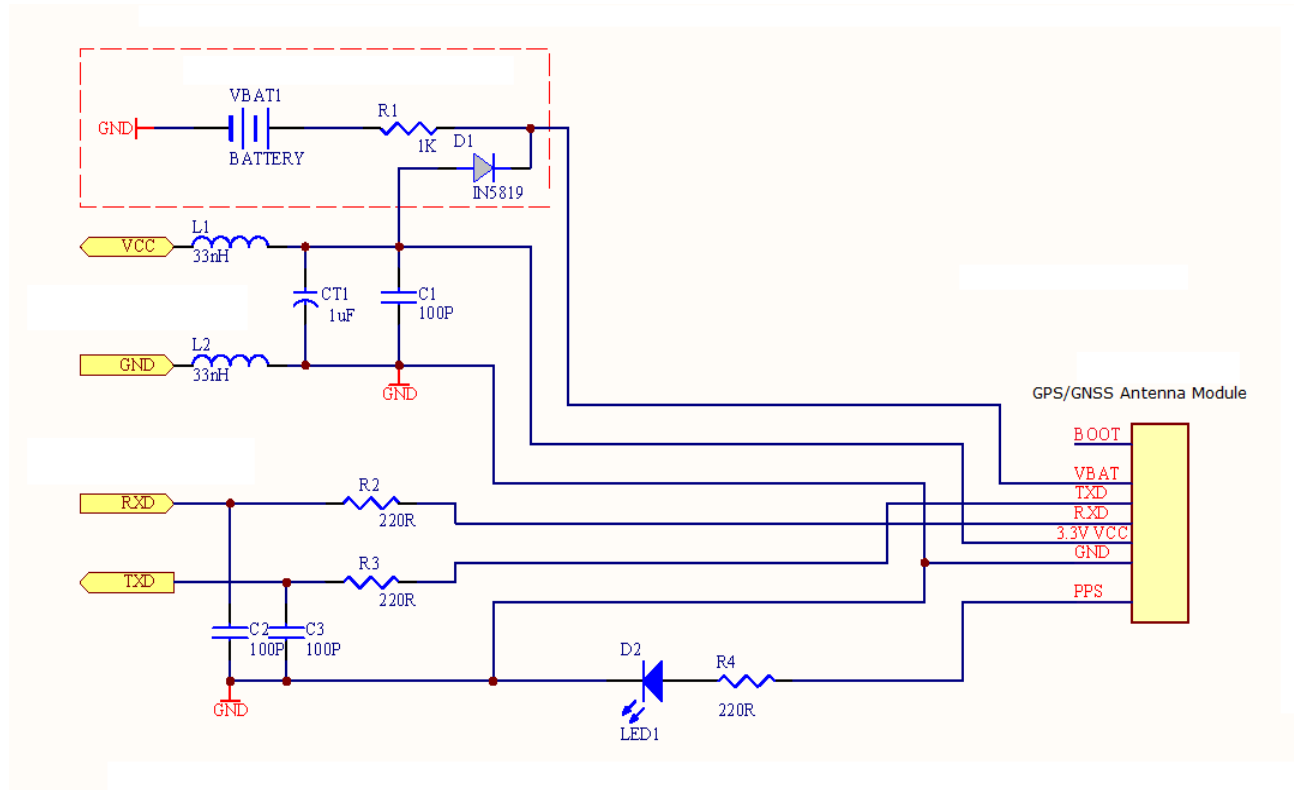 VBAT1
R1
GND
1K
D1
BATTERY
IN5819
L1
VCC
33nH
CT1
C1
1uF
100P
L2
GND
33nH
GND
GPS/GNSS Antenna Module
BOOT
VBAT
TXD
RXD
3.3V VCC
GND
PPS
R2
RXD
220R
R3
TXD
220R
C2
C3
100P
100P
GND
D2
R4
220R
LED1